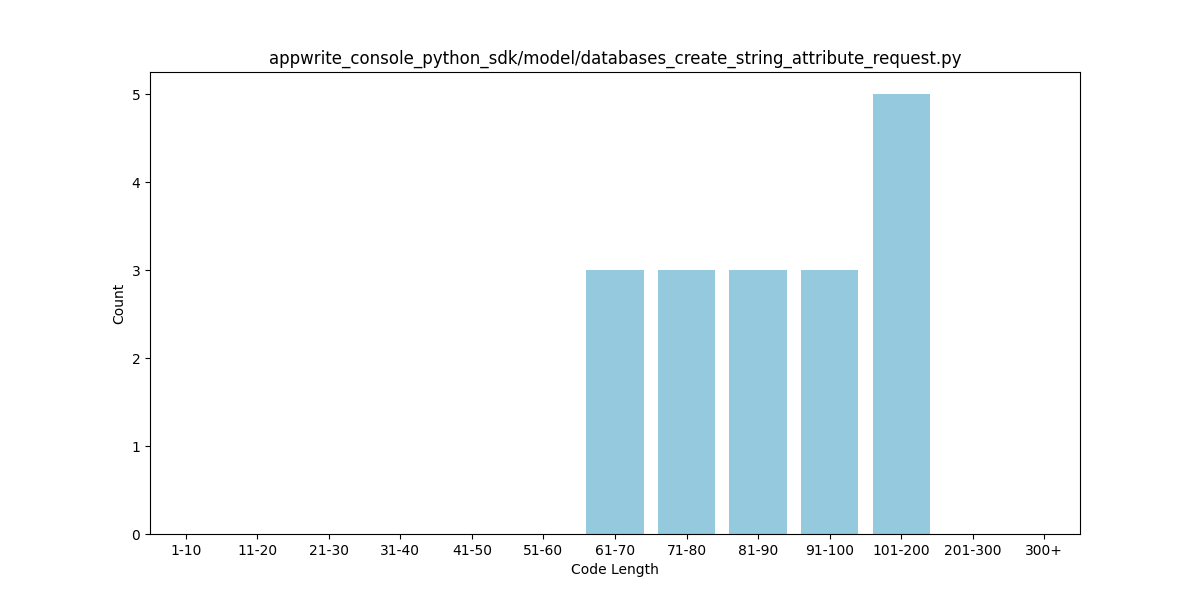 appwrite_console_python_sdk/model/databases_create_string_attribute_request.py
5
4
3
2
1
0
Count
1-10 11-20 21-30 31-40 41-50 51-60 61-70 71-80 81-90 91-100 101-200 201-300 300+
Code Length